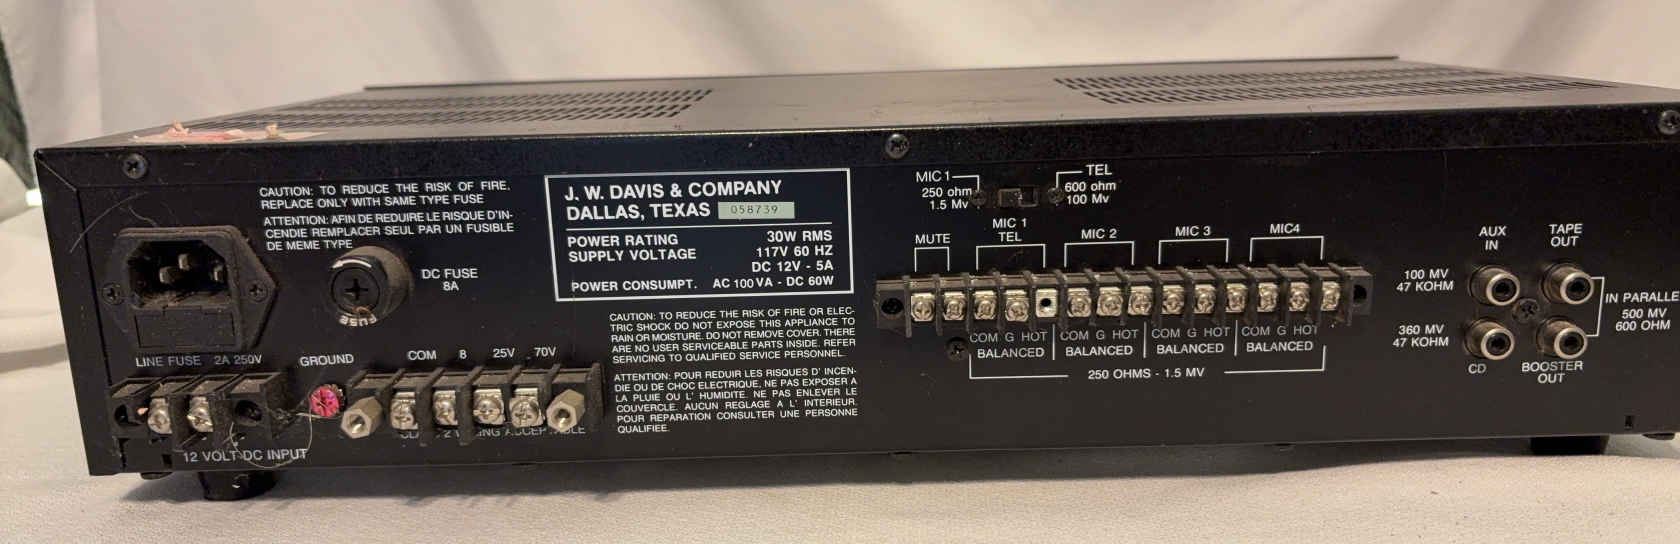 CAUTION: TO REDUCE THE RISK OF FIRE,
REPLACE ONLY WITH SAME TYPE FUSE
ATTENTION: AFIN DE REDUIRE LE RISQUE D'IN-
CENDIE REMPLACER SEUL PAR UN FUSIBLE
DE MEME TYPE
DC FUSE
8A
FUSE
LINE FUSE 2A 250V
GROUND
COM 8 25V 70V
12 VOLT DC INPUT
J. W. DAVIS & COMPANY
DALLAS, TEXAS 058739
POWER RATING 30W RMS
SUPPLY VOLTAGE 117V 60 HZ
DC 12V - 5A
POWER CONSUMPT. AC 100 VA - DC 60W
CAUTION: TO REDUCE THE RISK OF FIRE OR ELEC-
TRIC SHOCK DO NOT EXPOSE THIS APPLIANCE TO
RAIN OR MOISTURE. DO NOT REMOVE COVER. THERE
ARE NO USER SERVICEABLE PARTS INSIDE. REFER
SERVICING TO QUALIFIED SERVICE PERSONNEL.
ATTENTION: POUR REDUIR LES RISQUES D' INCEN-
DIE OU DE CHOC ELECTRIQUE, NE PAS EXPOSER A
LA PLUIE OU L' HUMIDITE. NE PAS ENLEVER LE
COUVERCLE. AUCUN REGLAGE A L' INTERIEUR.
POUR REPARATION CONSULTER UNE PERSONNE
QUALIFIEE.
MIC 1 TEL
250 ohm 600 ohm
1.5 Mv 100 Mv
MUTE
MIC 1
TEL
MIC 2
MIC 3
MIC4
COM G HOT COM G HOT COM G HOT COM G HOT
BALANCED BALANCED BALANCED BALANCED
250 OHMS - 1.5 MV
AUX
IN
TAPE
OUT
100 MV
47 KOHM
360 MV
47 KOHM
CD
BOOSTER
OUT
IN PARALLE
500 MV
600 OHM